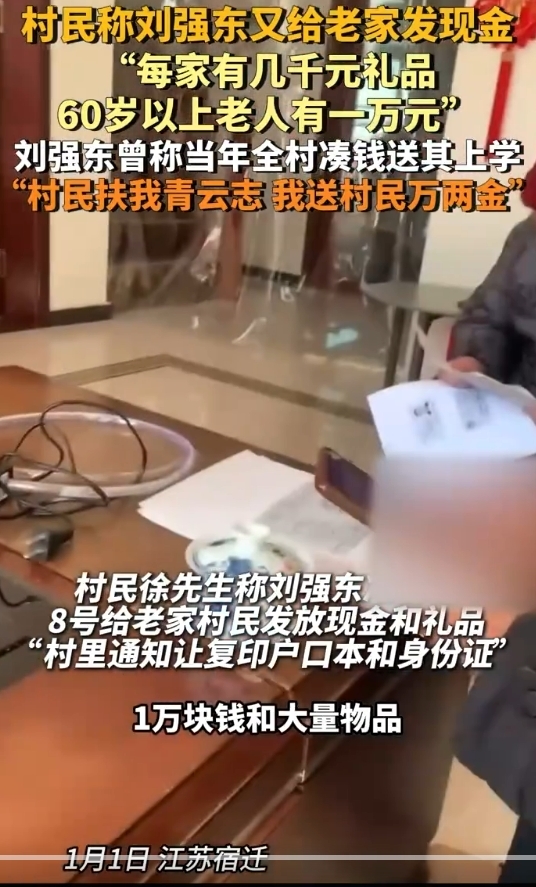 村民称刘强东又给老家发现金
“每家有几千元礼品
60岁以上老人有一万元”
刘强东曾称当年全村凑钱送其上学
“村民扶我青云志 我送村民万两金”
村民徐先生称刘强东
8号给老家村民发放现金和礼品
“村里通知让复印户口本和身份证”
1万块钱和大量物品
1月1日 江苏宿迁